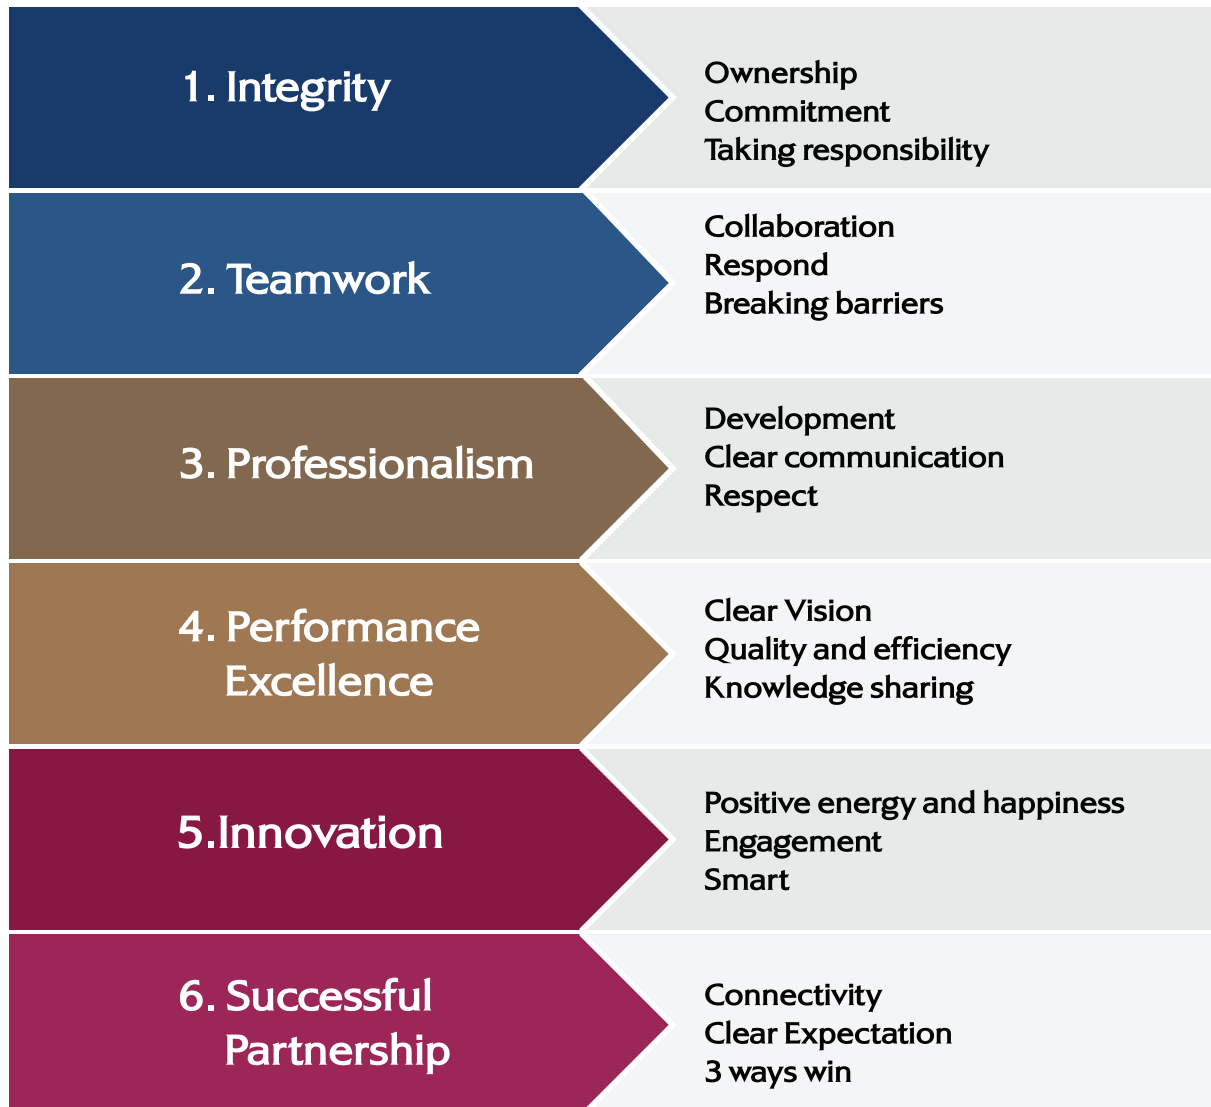 1. Integrity
Ownership
Commitment
Taking responsibility
2. Teamwork
Collaboration
Respond
Breaking barriers
3. Professionalism
Development
Clear communication
Respect
4. Performance
Excellence
Clear Vision
Quality and efficiency
Knowledge sharing
5.Innovation
Positive energy and happiness
Engagement
Smart
6. Successful
Partnership
Connectivity
Clear Expectation
3 ways win